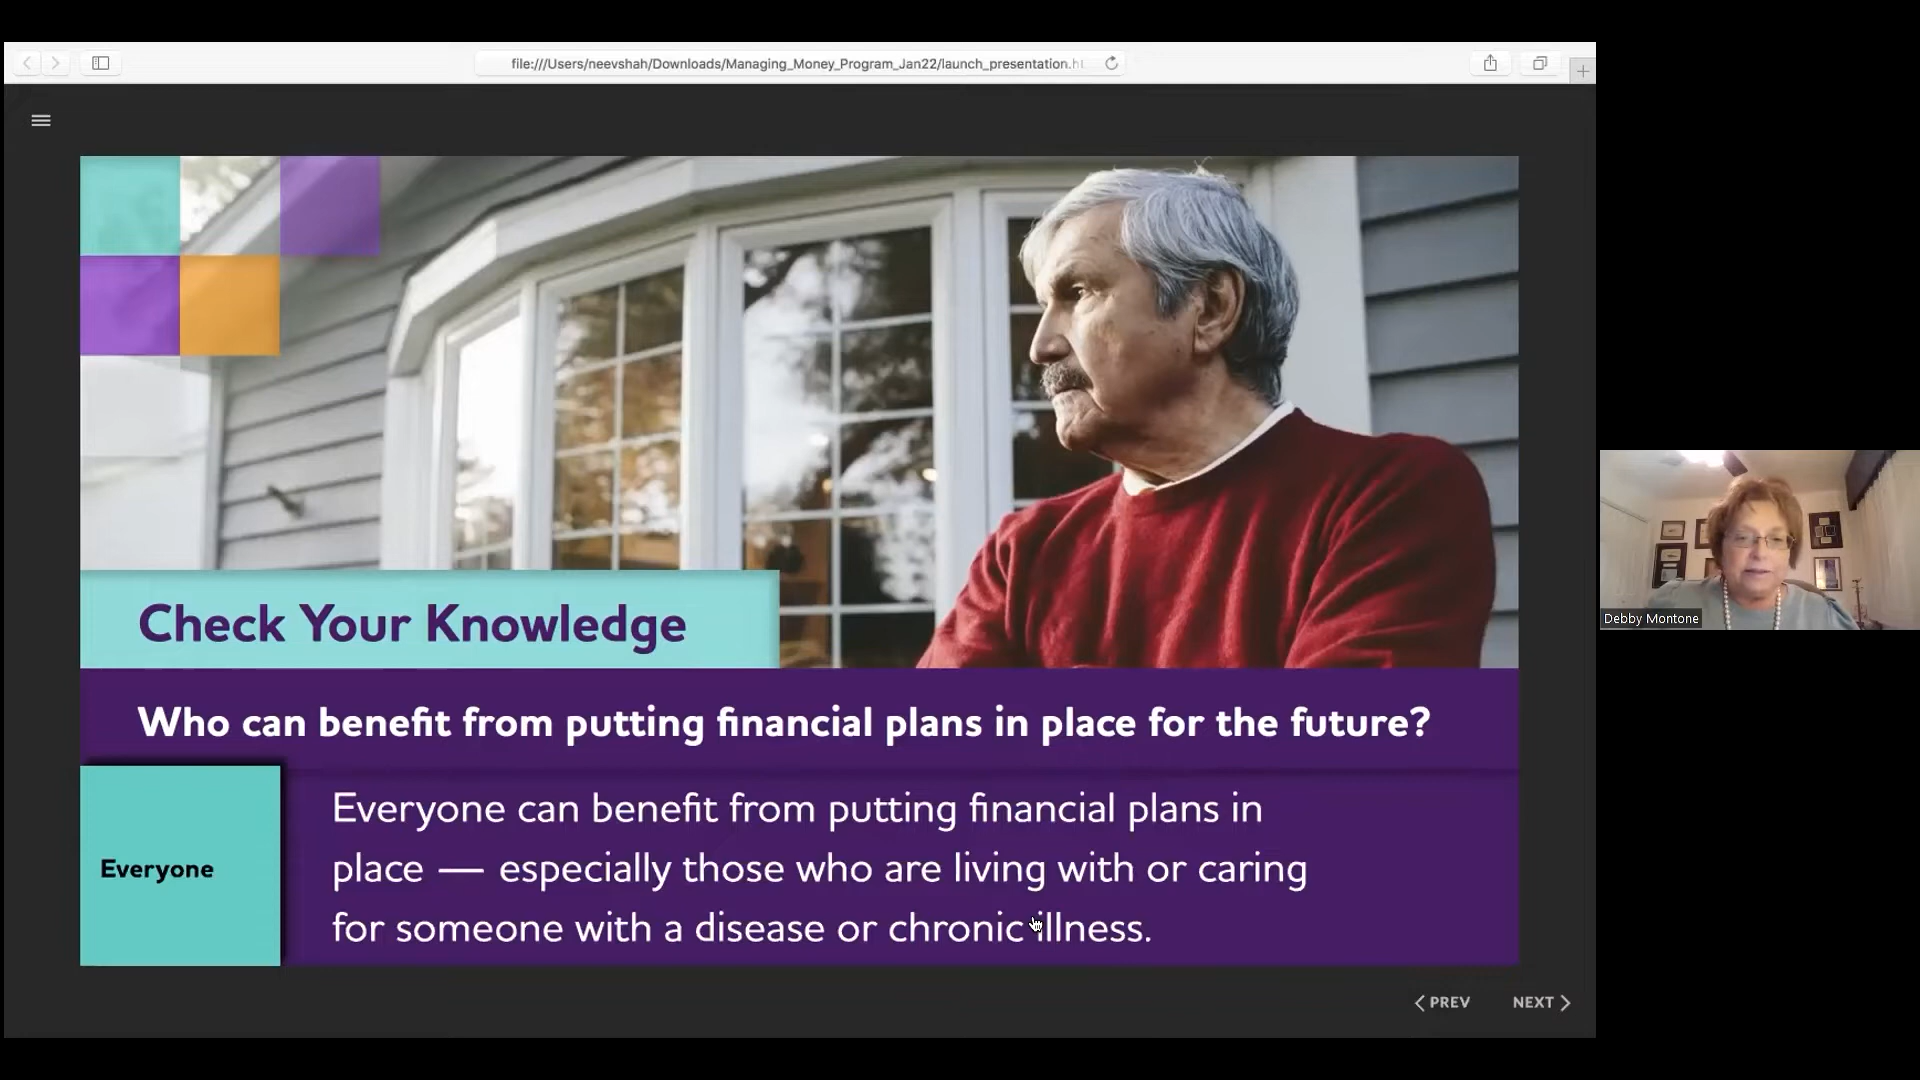 file:///Users/neevshah/Downloads/Managing_Money_Program_Jan22/launch_presentation.h
Check Your Knowledge
Who can benefit from putting financial plans in place for the future?
Everyone
Everyone can benefit from putting financial plans in
place — especially those who are living with or caring
for someone with a disease or chronic illness.
PREV
NEXT
Debby Montone